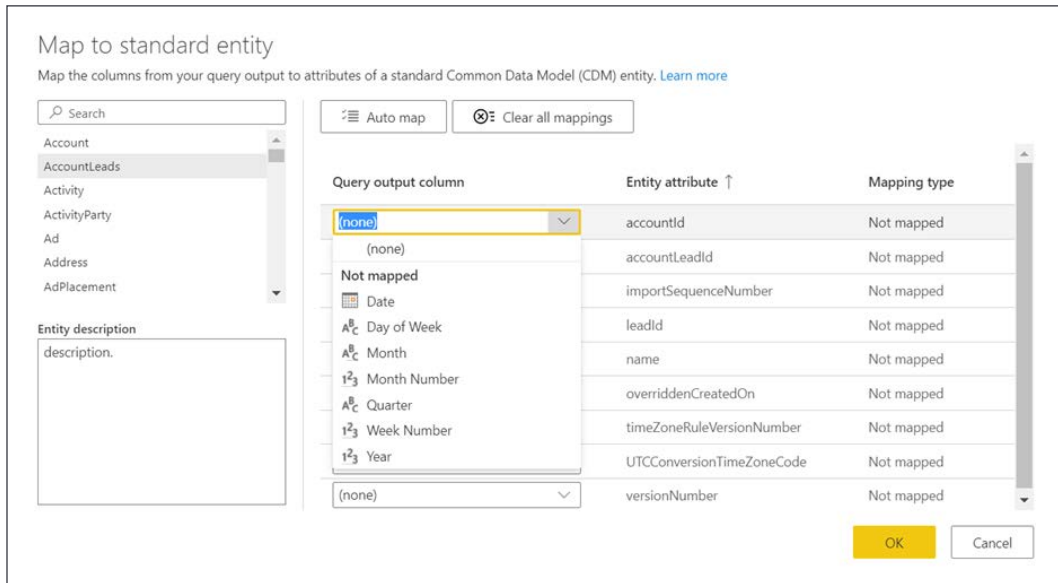 Map to standard entity
Map the columns from your query output to attributes of a standard Common Data Model (CDM) entity. Learn more
Search
Account
AccountLeads
Activity
ActivityParty
Ad
Address
AdPlacement
Entity description
description.
Auto map
Clear all mappings
Query output column Entity attribute ↑ Mapping type
(none) accountId Not mapped
(none) accountLeadId Not mapped
Not mapped
Date importSequenceNumber Not mapped
Day of Week leadId Not mapped
Month name Not mapped
Month Number overriddenCreatedOn Not mapped
Quarter
Week Number timeZoneRuleVersionNumber Not mapped
Year UTCConversionTimeZoneCode Not mapped
(none) versionNumber Not mapped
OK Cancel